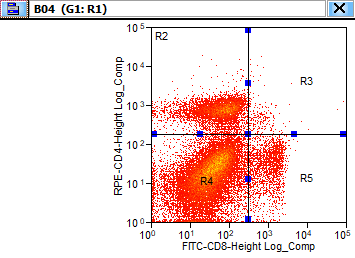 B04 (G1: R1)
10⁵
R2
10⁴
R3
10³
10²
10¹
R4
R5
10⁰
10⁰ 10¹ 10² 10³ 10⁴ 10⁵
RPE-CD4-Height Log_Comp
FITC-CD8-Height Log_Comp